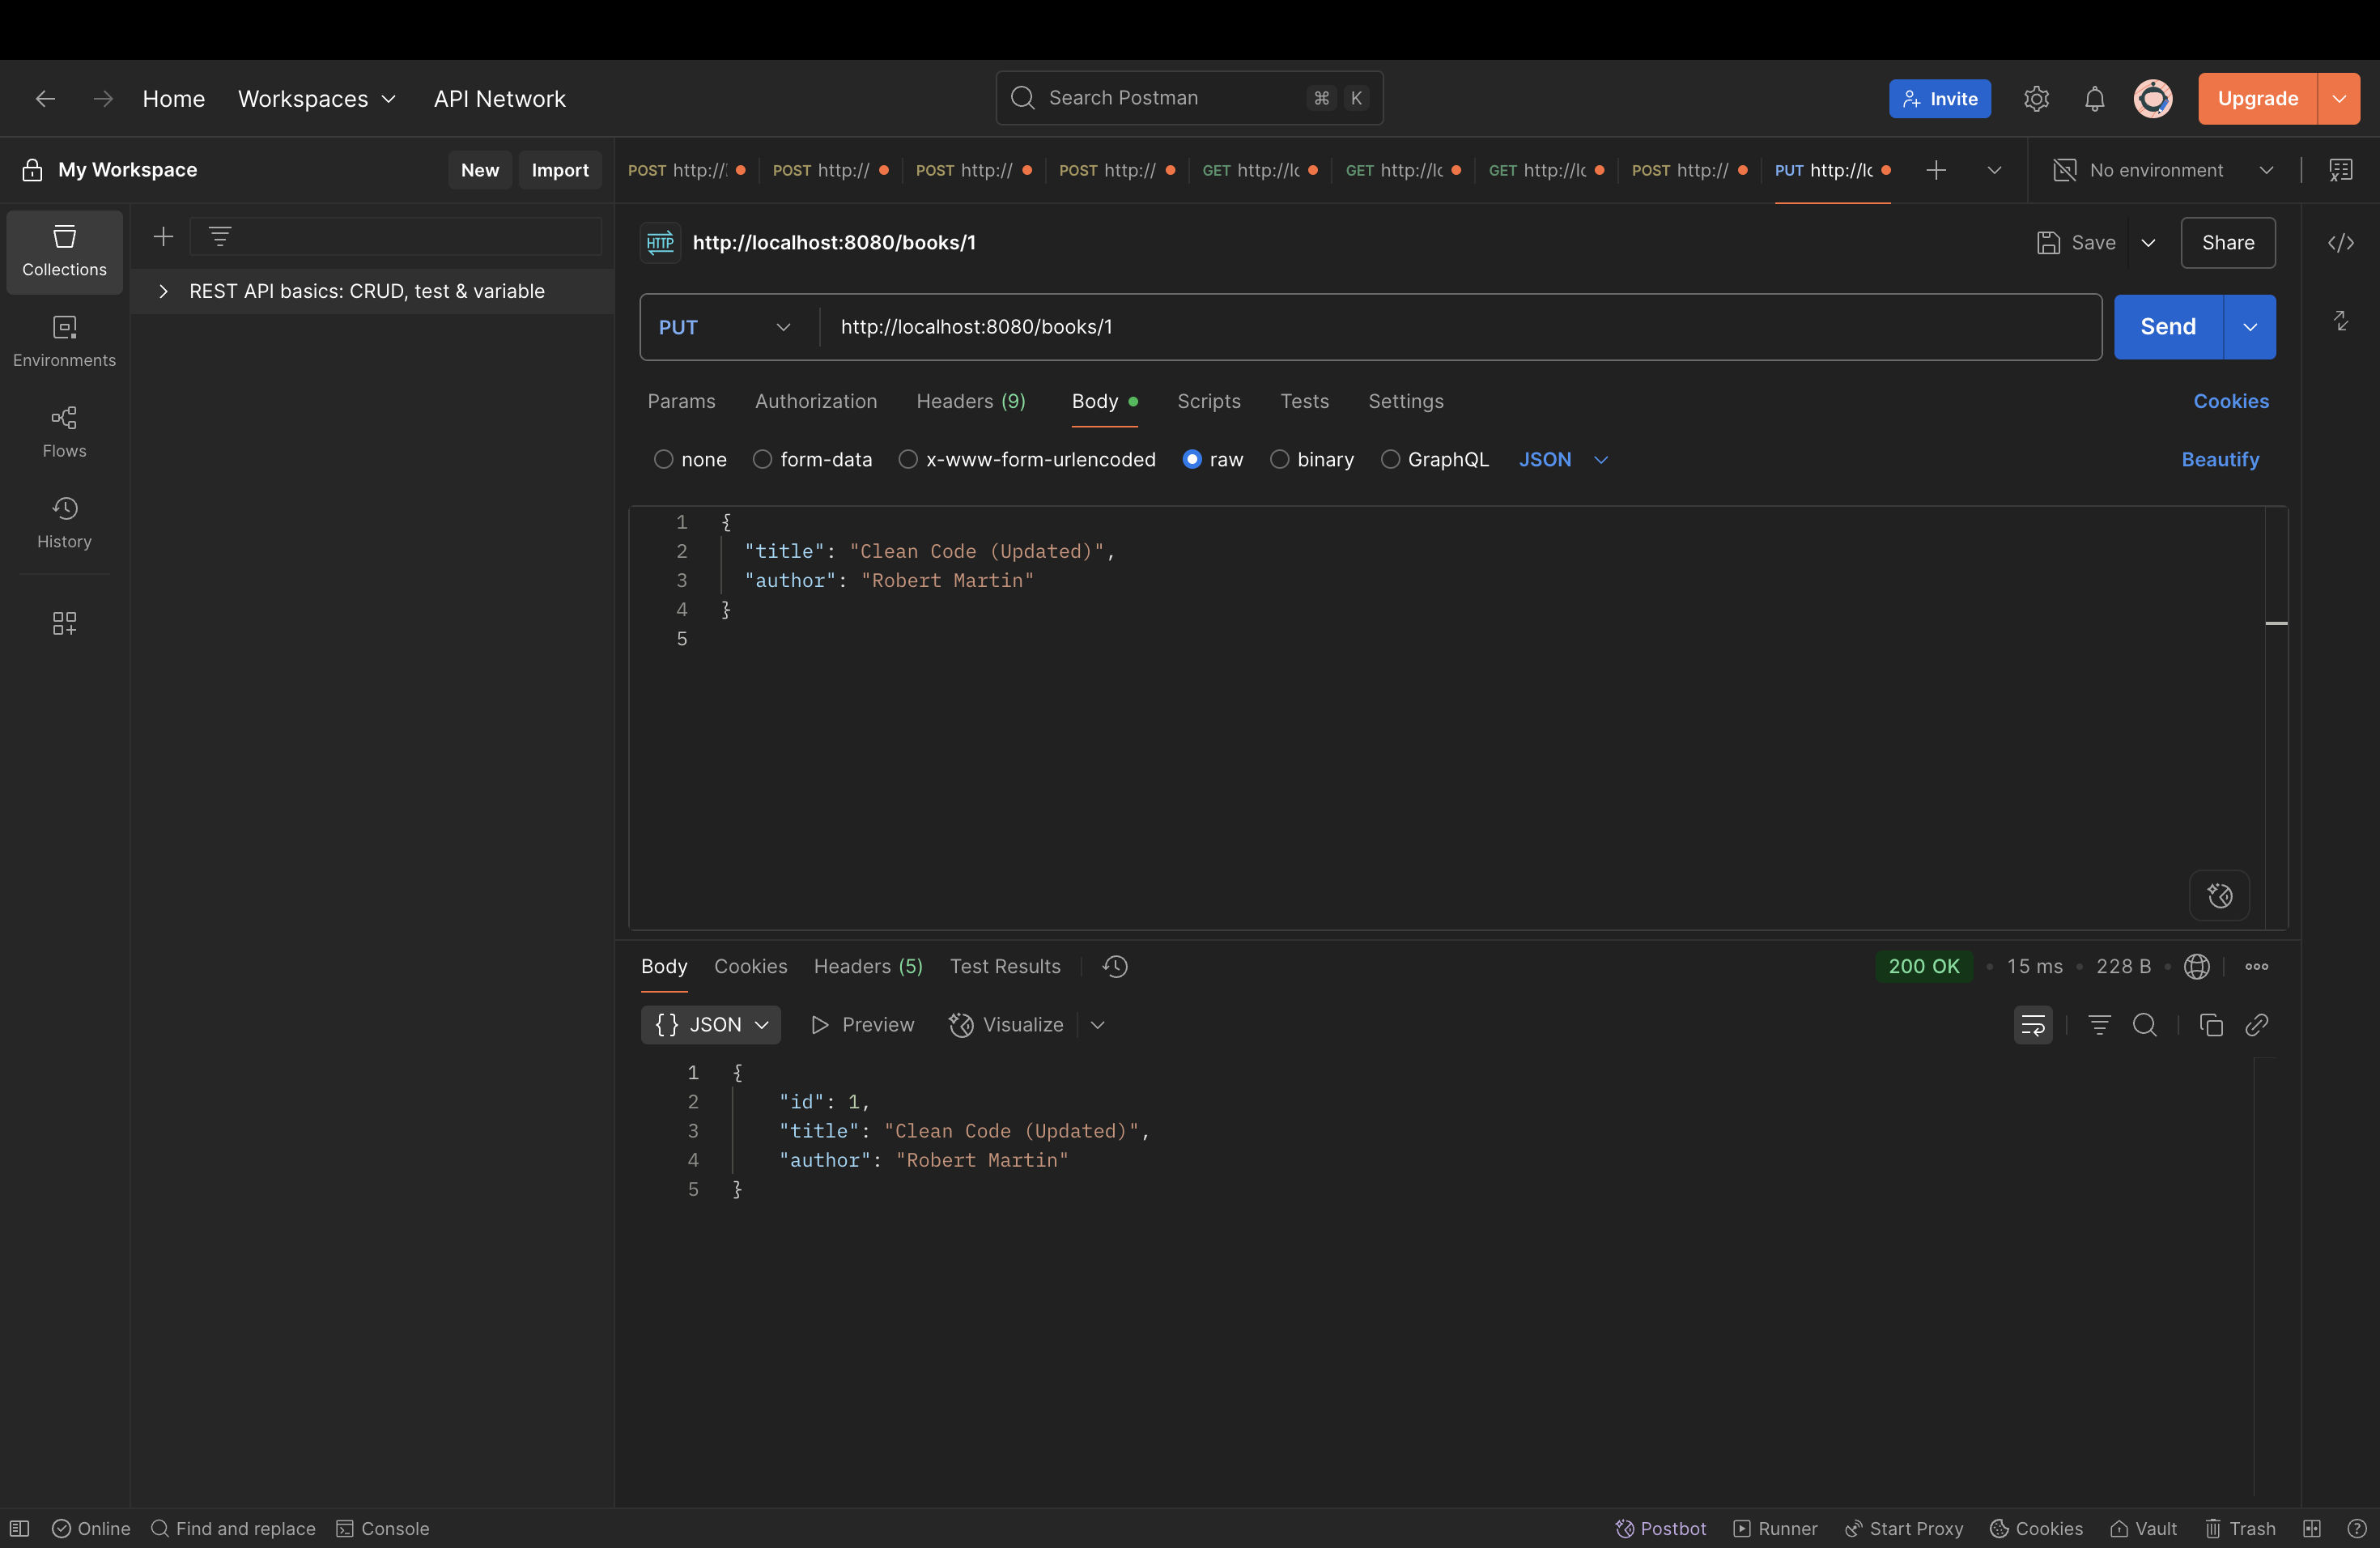 Home Workspaces API Network
Search Postman ⌘ K
Invite Upgrade
My Workspace New Import
POST http:// POST http:// POST http:// POST http:// GET http://lc GET http://lc GET http://lc POST http:// PUT http://lc
No environment
Collections
Environments
Flows
History
REST API basics: CRUD, test & variable
HTTP http://localhost:8080/books/1
Save Share
PUT http://localhost:8080/books/1 Send
Params Authorization Headers (9) Body Scripts Tests Settings Cookies
none form-data x-www-form-urlencoded raw binary GraphQL JSON Beautify
1 {
2 "title": "Clean Code (Updated)",
3 "author": "Robert Martin"
4 }
5
Body Cookies Headers (5) Test Results 200 OK • 15 ms • 228 B •
{} JSON Preview Visualize
1 {
2 "id": 1,
3 "title": "Clean Code (Updated)",
4 "author": "Robert Martin"
5 }
Online Find and replace Console Postbot Runner Start Proxy Cookies Vault Trash